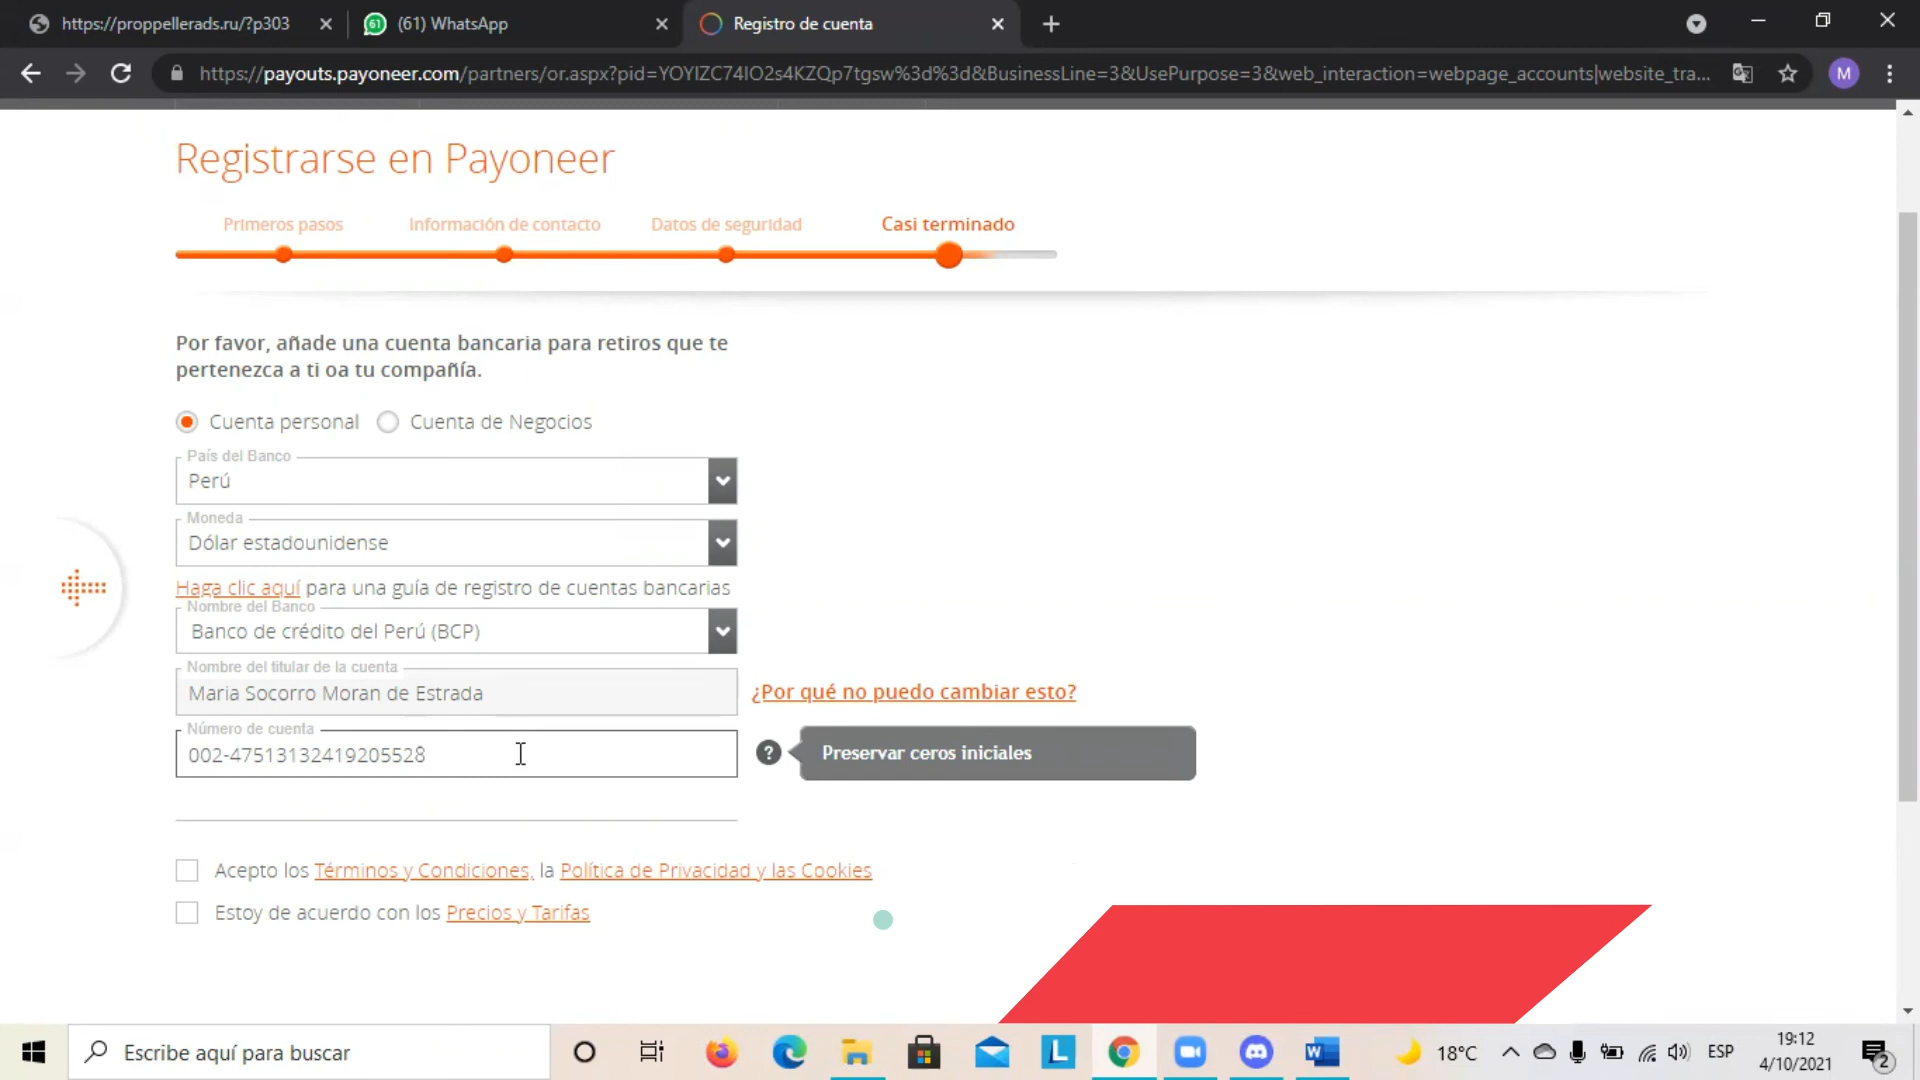 https://proppellerads.ru/?p303
61
(61) WhatsApp
Registro de cuenta
https://payouts.payoneer.com/partners/or.aspx?pid=YOYIZC74IO2s4KZQp7tgsw%3d%3d&BusinessLine=3&UsePurpose=3&web_interaction=webpage_accounts|website_tra...
M
Registrarse en Payoneer
Primeros pasos
Información de contacto
Datos de seguridad
Casi terminado
Por favor, añade una cuenta bancaria para retiros que te
pertenezca a ti oa tu compañía.
Cuenta personal
Cuenta de Negocios
País del Banco
Perú
Moneda
Dólar estadounidense
Haga clic aquí para una guía de registro de cuentas bancarias
Nombre del Banco
Banco de crédito del Perú (BCP)
Nombre del titular de la cuenta
Maria Socorro Moran de Estrada
¿Por qué no puedo cambiar esto?
Número de cuenta
002-47513132419205528
?
Preservar ceros iniciales
Acepto los Términos y Condiciones, la Política de Privacidad y las Cookies
Estoy de acuerdo con los Precios y Tarifas
Escribe aquí para buscar
L
W
18°C
ESP
19:12
4/10/2021
2